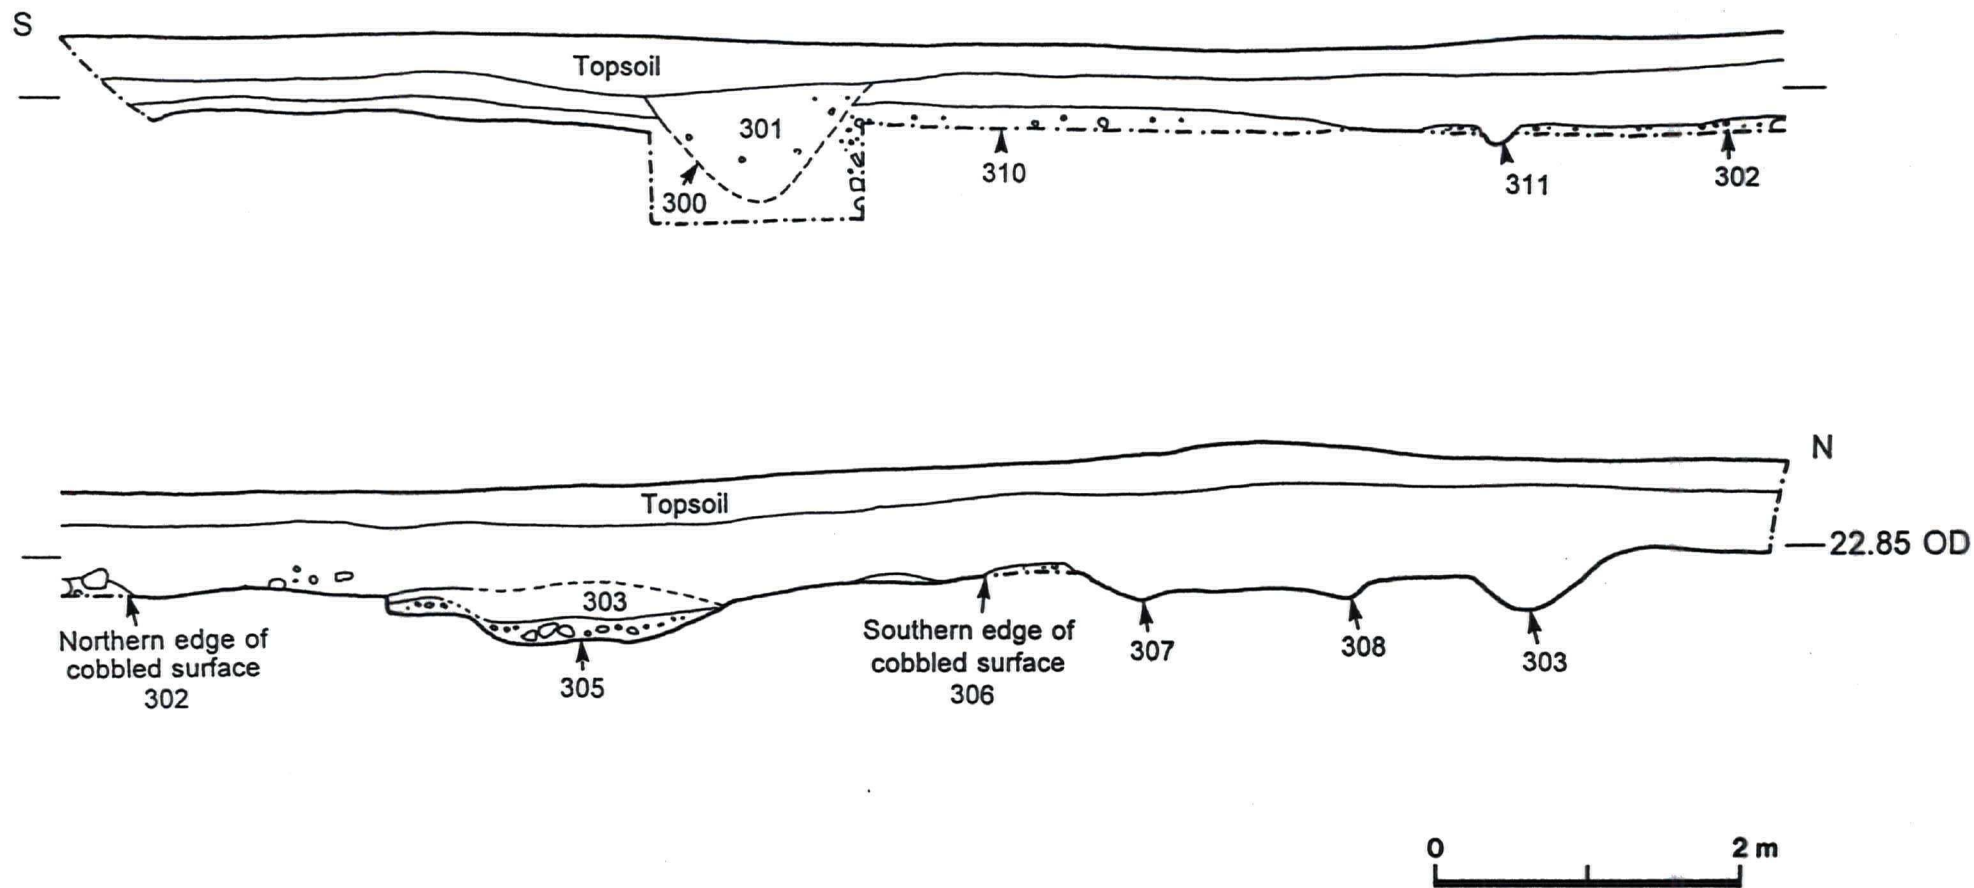 S
Topsoil
301
300
310
311
302
N
Topsoil
22.85 OD
303
Northern edge of
cobbled surface
302
305
Southern edge of
cobbled surface
306
307
308
303
0 2 m